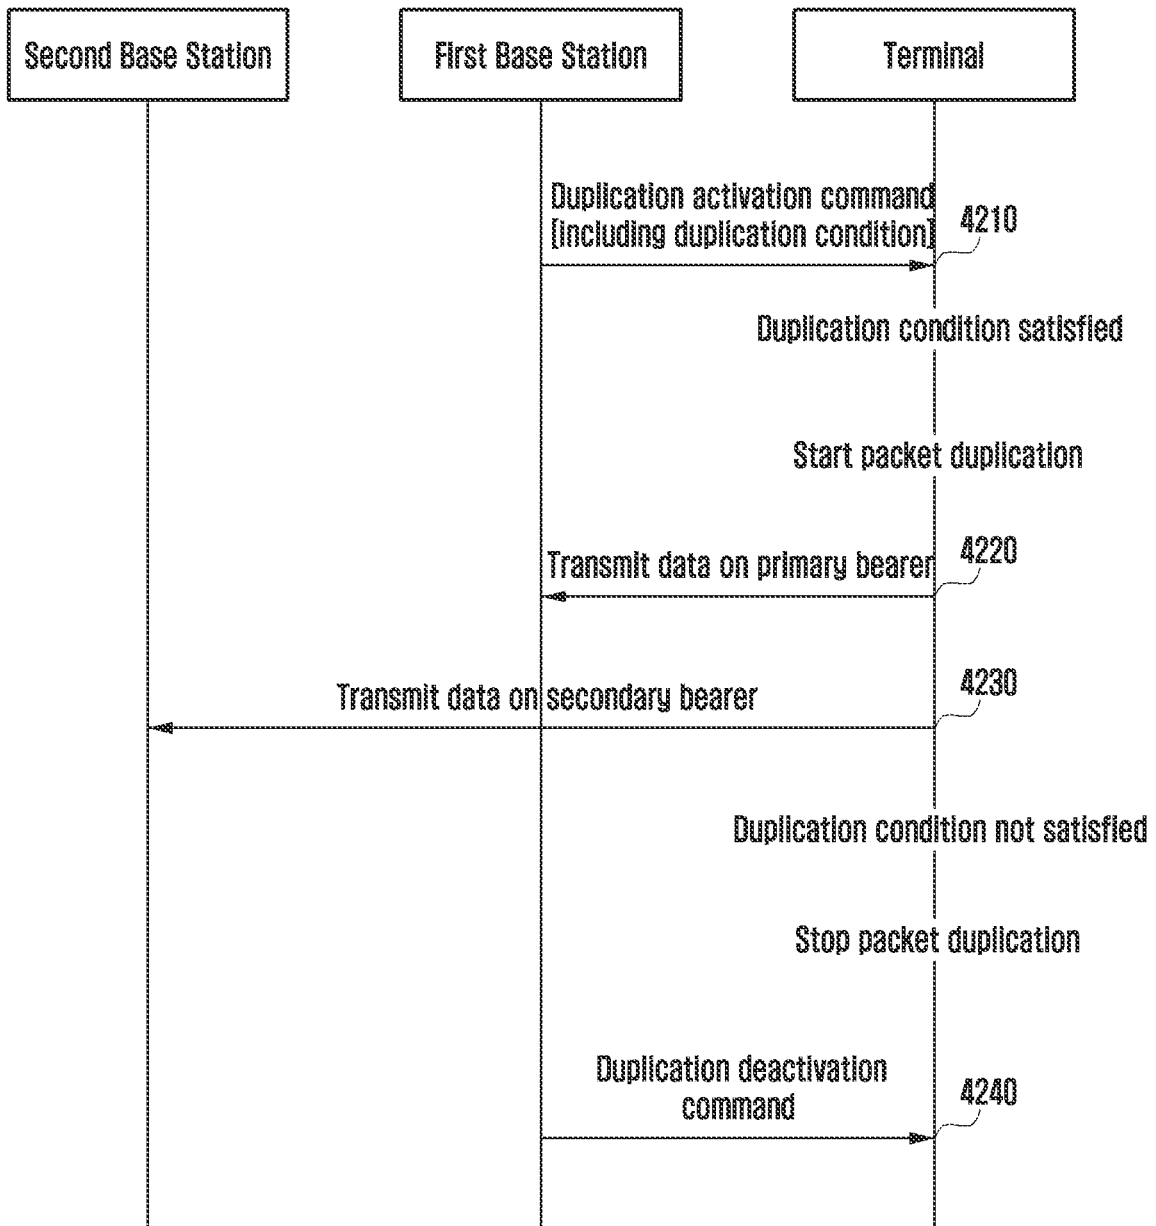 Second Base Station
First Base Station
Terminal
Duplication activation command
[including duplication condition]
4210
Duplication condition satisfied
Start packet duplication
Transmit data on primary bearer
4220
Transmit data on secondary bearer
4230
Duplication condition not satisfied
Stop packet duplication
Duplication deactivation
command
4240